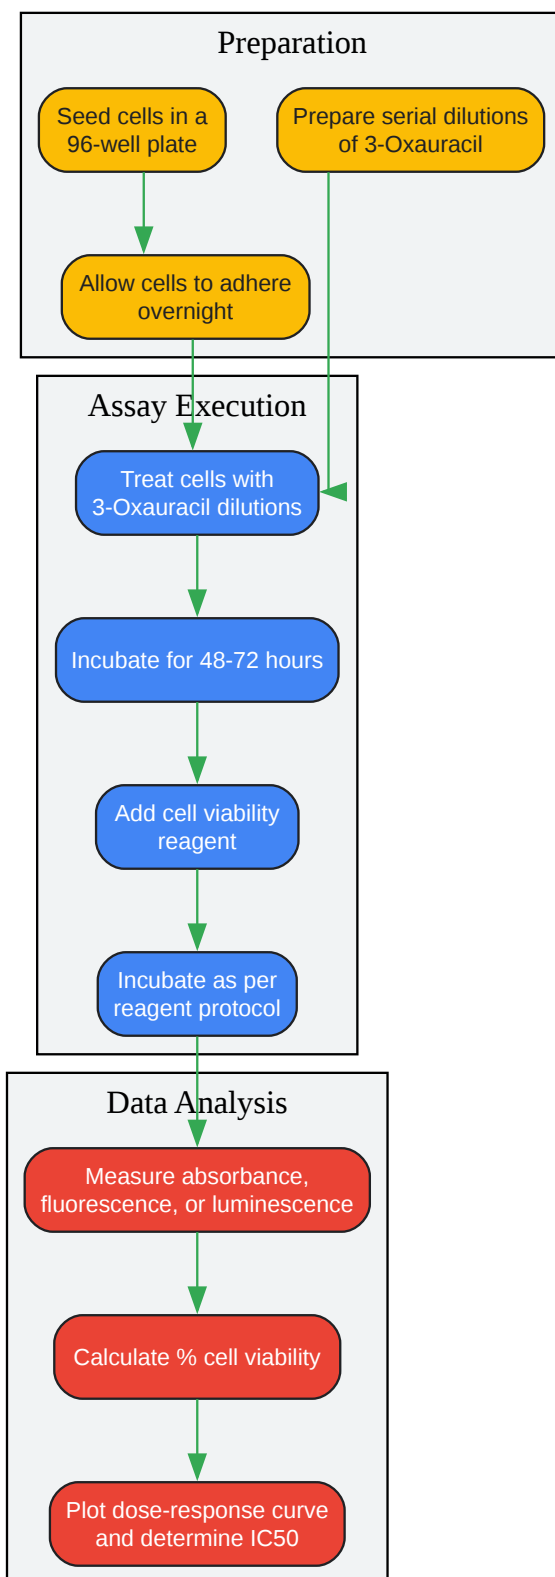 Preparation
Seed cells in a
96-well plate
Prepare serial dilutions
of 3-Oxauracil
Allow cells to adhere
overnight
Assay Execution
Treat cells with
3-Oxauracil dilutions
Incubate for 48-72 hours
Add cell viability
reagent
Incubate as per
reagent protocol
Data Analysis
Measure absorbance,
fluorescence, or luminescence
Calculate % cell viability
Plot dose-response curve
and determine IC50